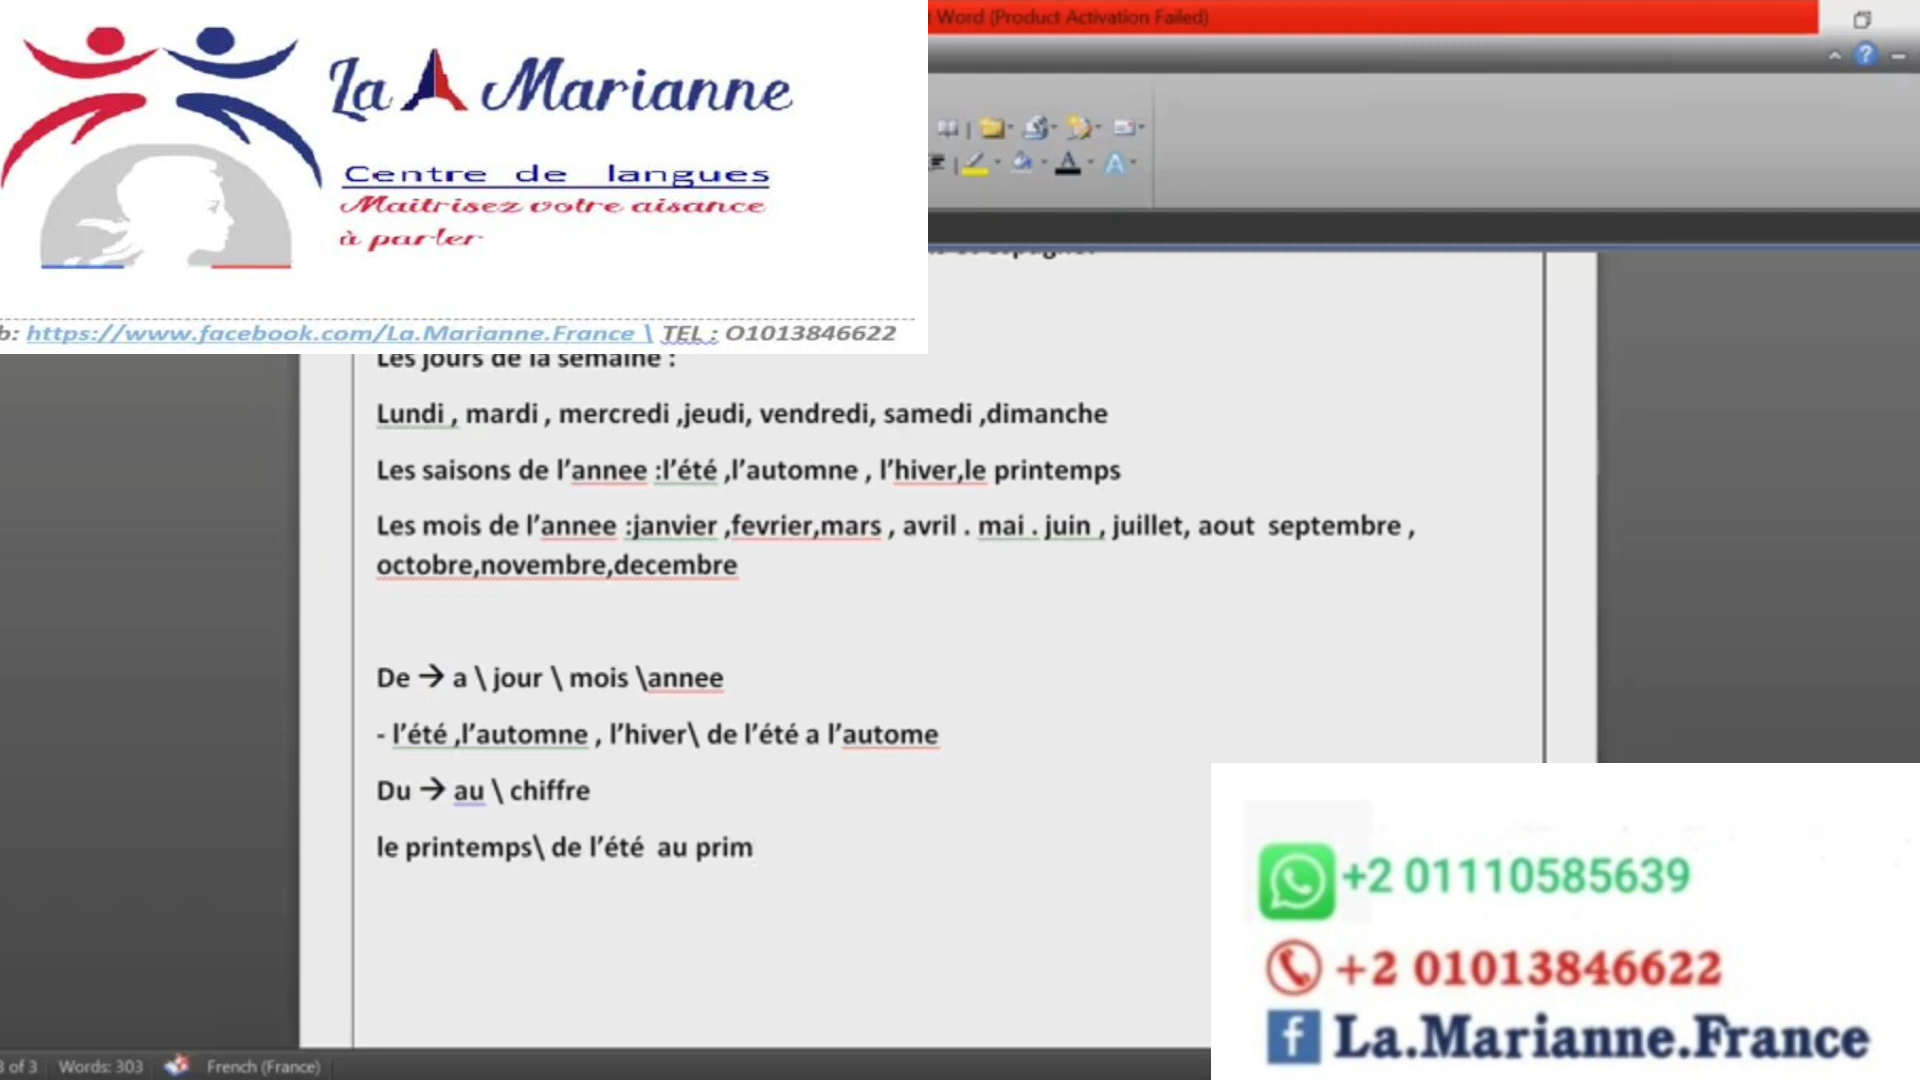 t Word (Product Activation Failed)
La Marianne
Centre de langues
Maitrisez votre aisance
à parler
b: https://www.facebook.com/La.Marianne.France \ TEL : O1013846622
Les jours de la semaine :
Lundi , mardi , mercredi ,jeudi, vendredi, samedi ,dimanche
Les saisons de l’annee :l’été ,l’automne , l’hiver,le printemps
Les mois de l’annee :janvier ,fevrier,mars , avril . mai . juin , juillet, aout septembre ,
octobre,novembre,decembre
De → a \ jour \ mois \annee
- l’été ,l’automne , l’hiver\ de l’été a l’autome
Du → au \ chiffre
le printemps\ de l’été au prim
+2 01110585639
+2 01013846622
La.Marianne.France
3 of 3 Words: 303 French (France)